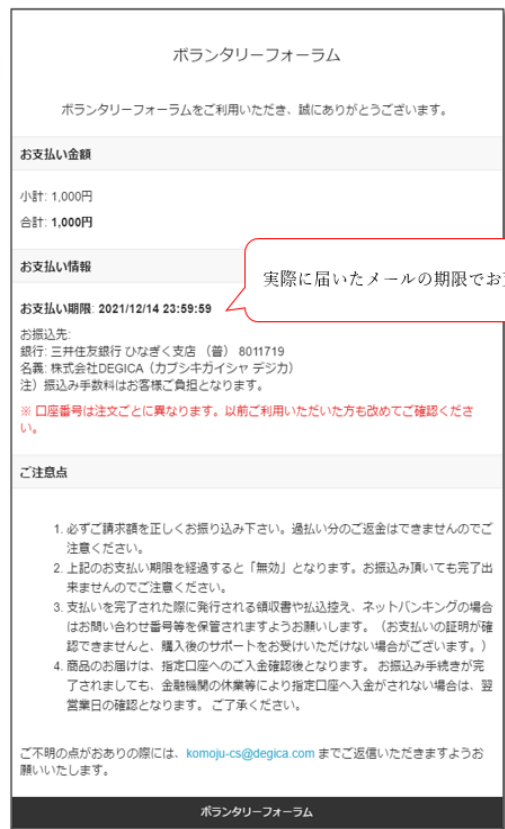 ボランタリーフォーラム
ボランタリーフォーラムをご利用いただき、誠にありがとうございます。
お支払い金額
小計: 1,000円
合計: 1,000円
お支払い情報
実際に届いたメールの期限でお
お支払い期限: 2021/12/14 23:59:59
お振込先:
銀行: 三井住友銀行 ひなぎく支店 （普） 8011719
名義: 株式会社DEGICA（カブシキガイシャ デジカ）
注）振込み手数料はお客様ご負担となります。
※ 口座番号は注文ごとに異なります。以前ご利用いただいた方も改めてご確認くださ
い。
ご注意点
1. 必ずご請求額を正しくお振り込み下さい。過払い分のご返金はできませんのでご
注意ください。
2. 上記のお支払い期限を経過すると「無効」となります。お振込み頂いても完了出
来ませんのでご注意ください。
3. 支払いを完了された際に発行される領収書や払込控え、ネットバンキングの場合
はお問い合わせ番号等を保管されますようお願いします。（お支払いの証明が確
認できませんと、購入後のサポートをお受けいただけない場合がございます。）
4. 商品のお届けは、指定口座へのご入金確認後となります。 お振込み手続きが完
了されましても、金融機関の休業等により指定口座へ入金がされない場合は、翌
営業日の確認となります。 ご了承ください。
ご不明の点がおありの際には、komoju-cs@degica.com までご返信いただきますようお
願いいたします。
ボランタリーフォーラム